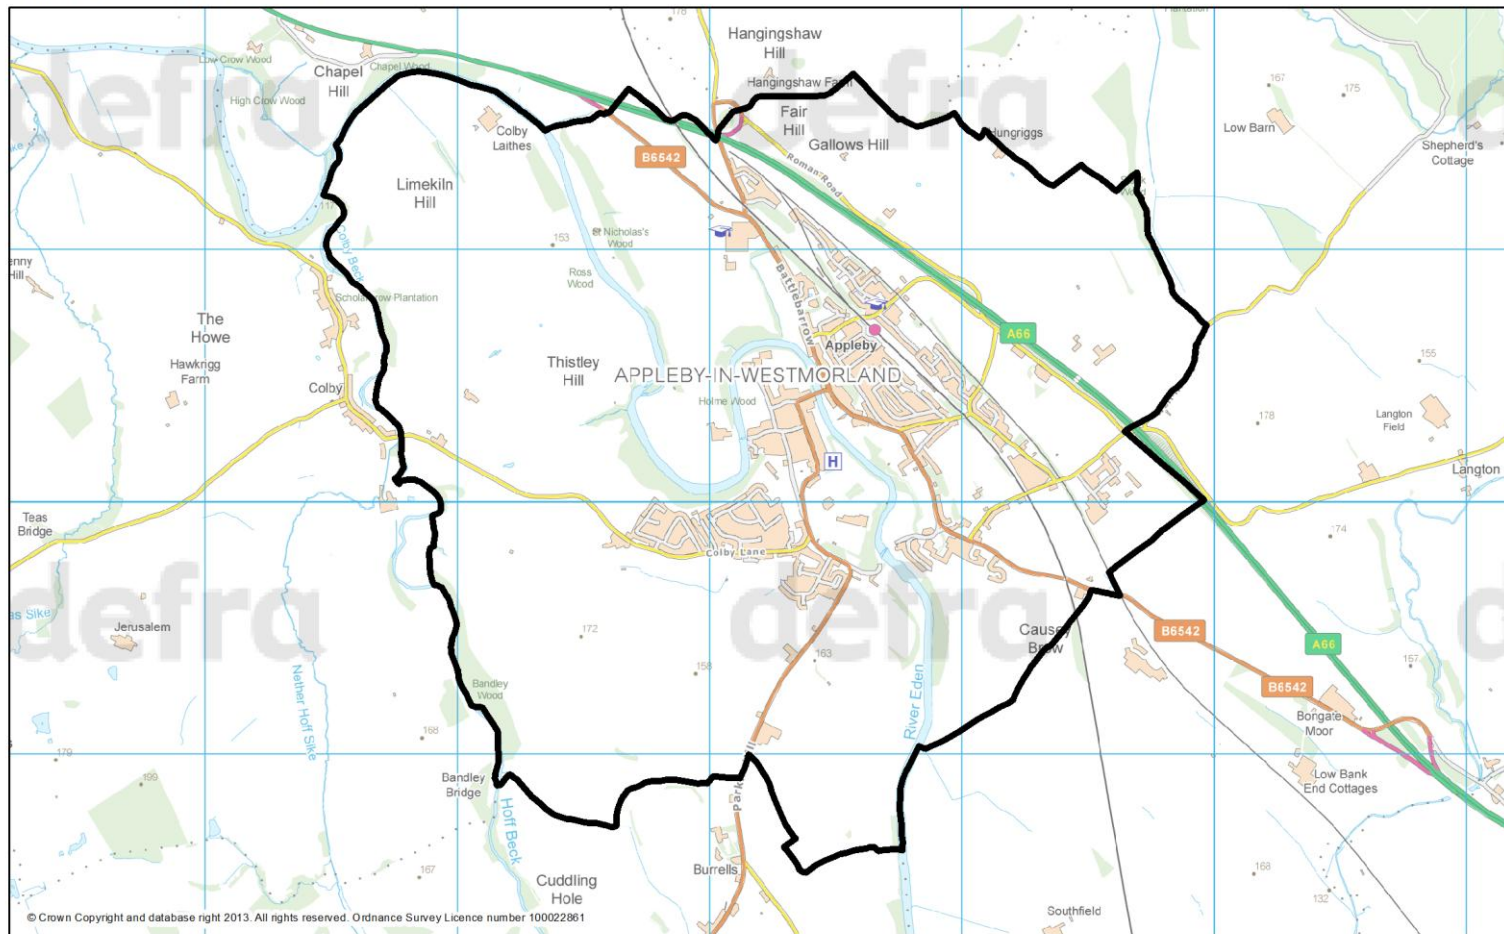 Plantation
178
Hangingshaw
Hill
Low Crow Wood
Chapel Wood
Chapel
Hill
High Crow Wood
Hangingshaw Farm
Fair
Hill
Gallows Hill
167
175
Low Barn
Shepherd's
Cottage
Colby
Laithes
B6542
Roman Road
Hungriggs
Limekiln
Hill
defra
defra
Colby Beck
153
St Nicholas's
Wood
Ross
Wood
Battlebarrow
Hill
The
Howe
Hawkrigg
Farm
Thistley
Hill
Appleby
A66
155
APPLEBY-IN-WESTMORLAND
Holme Wood
Colby
178
Langton
Field
H
Langton
Teas
Bridge
Colby Lane
174
defra
defra
Jerusalem
172
Causey
Brow
B6542
A66
158
163
157
Nether Hoff Sike
Bandley
Wood
River Eden
B6542
Bongate
Moor
168
179
199
Bandley
Bridge
Low Bank
End Cottages
Hoff Beck
Park
167
Burrells
168
132
Cuddling
Hole
Southfield
© Crown Copyright and database right 2013. All rights reserved. Ordnance Survey Licence number 100022861